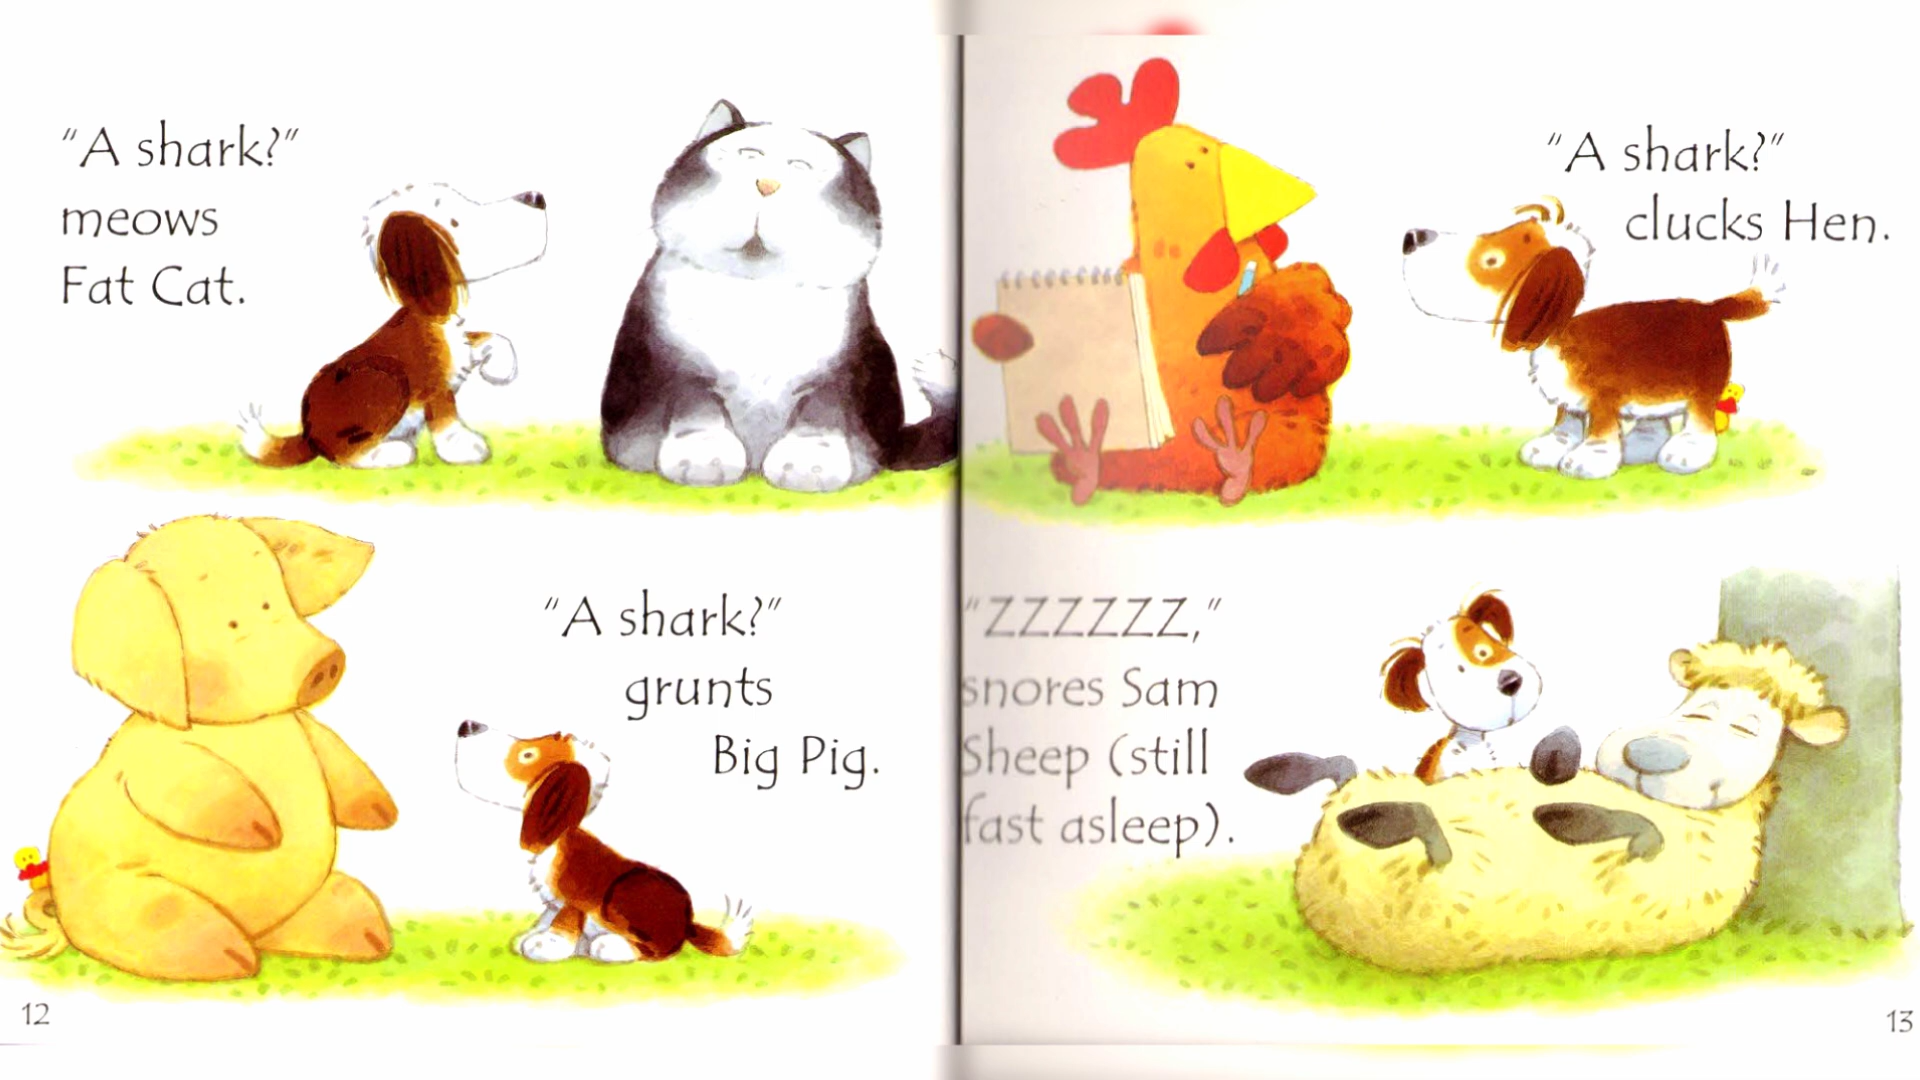 “A shark?”
meows
Fat Cat.
“A shark?”
grunts
Big Pig.
12
“A shark?”
clucks Hen.
“ZZZZZZ,”
snores Sam
Sheep (still
fast asleep).
13